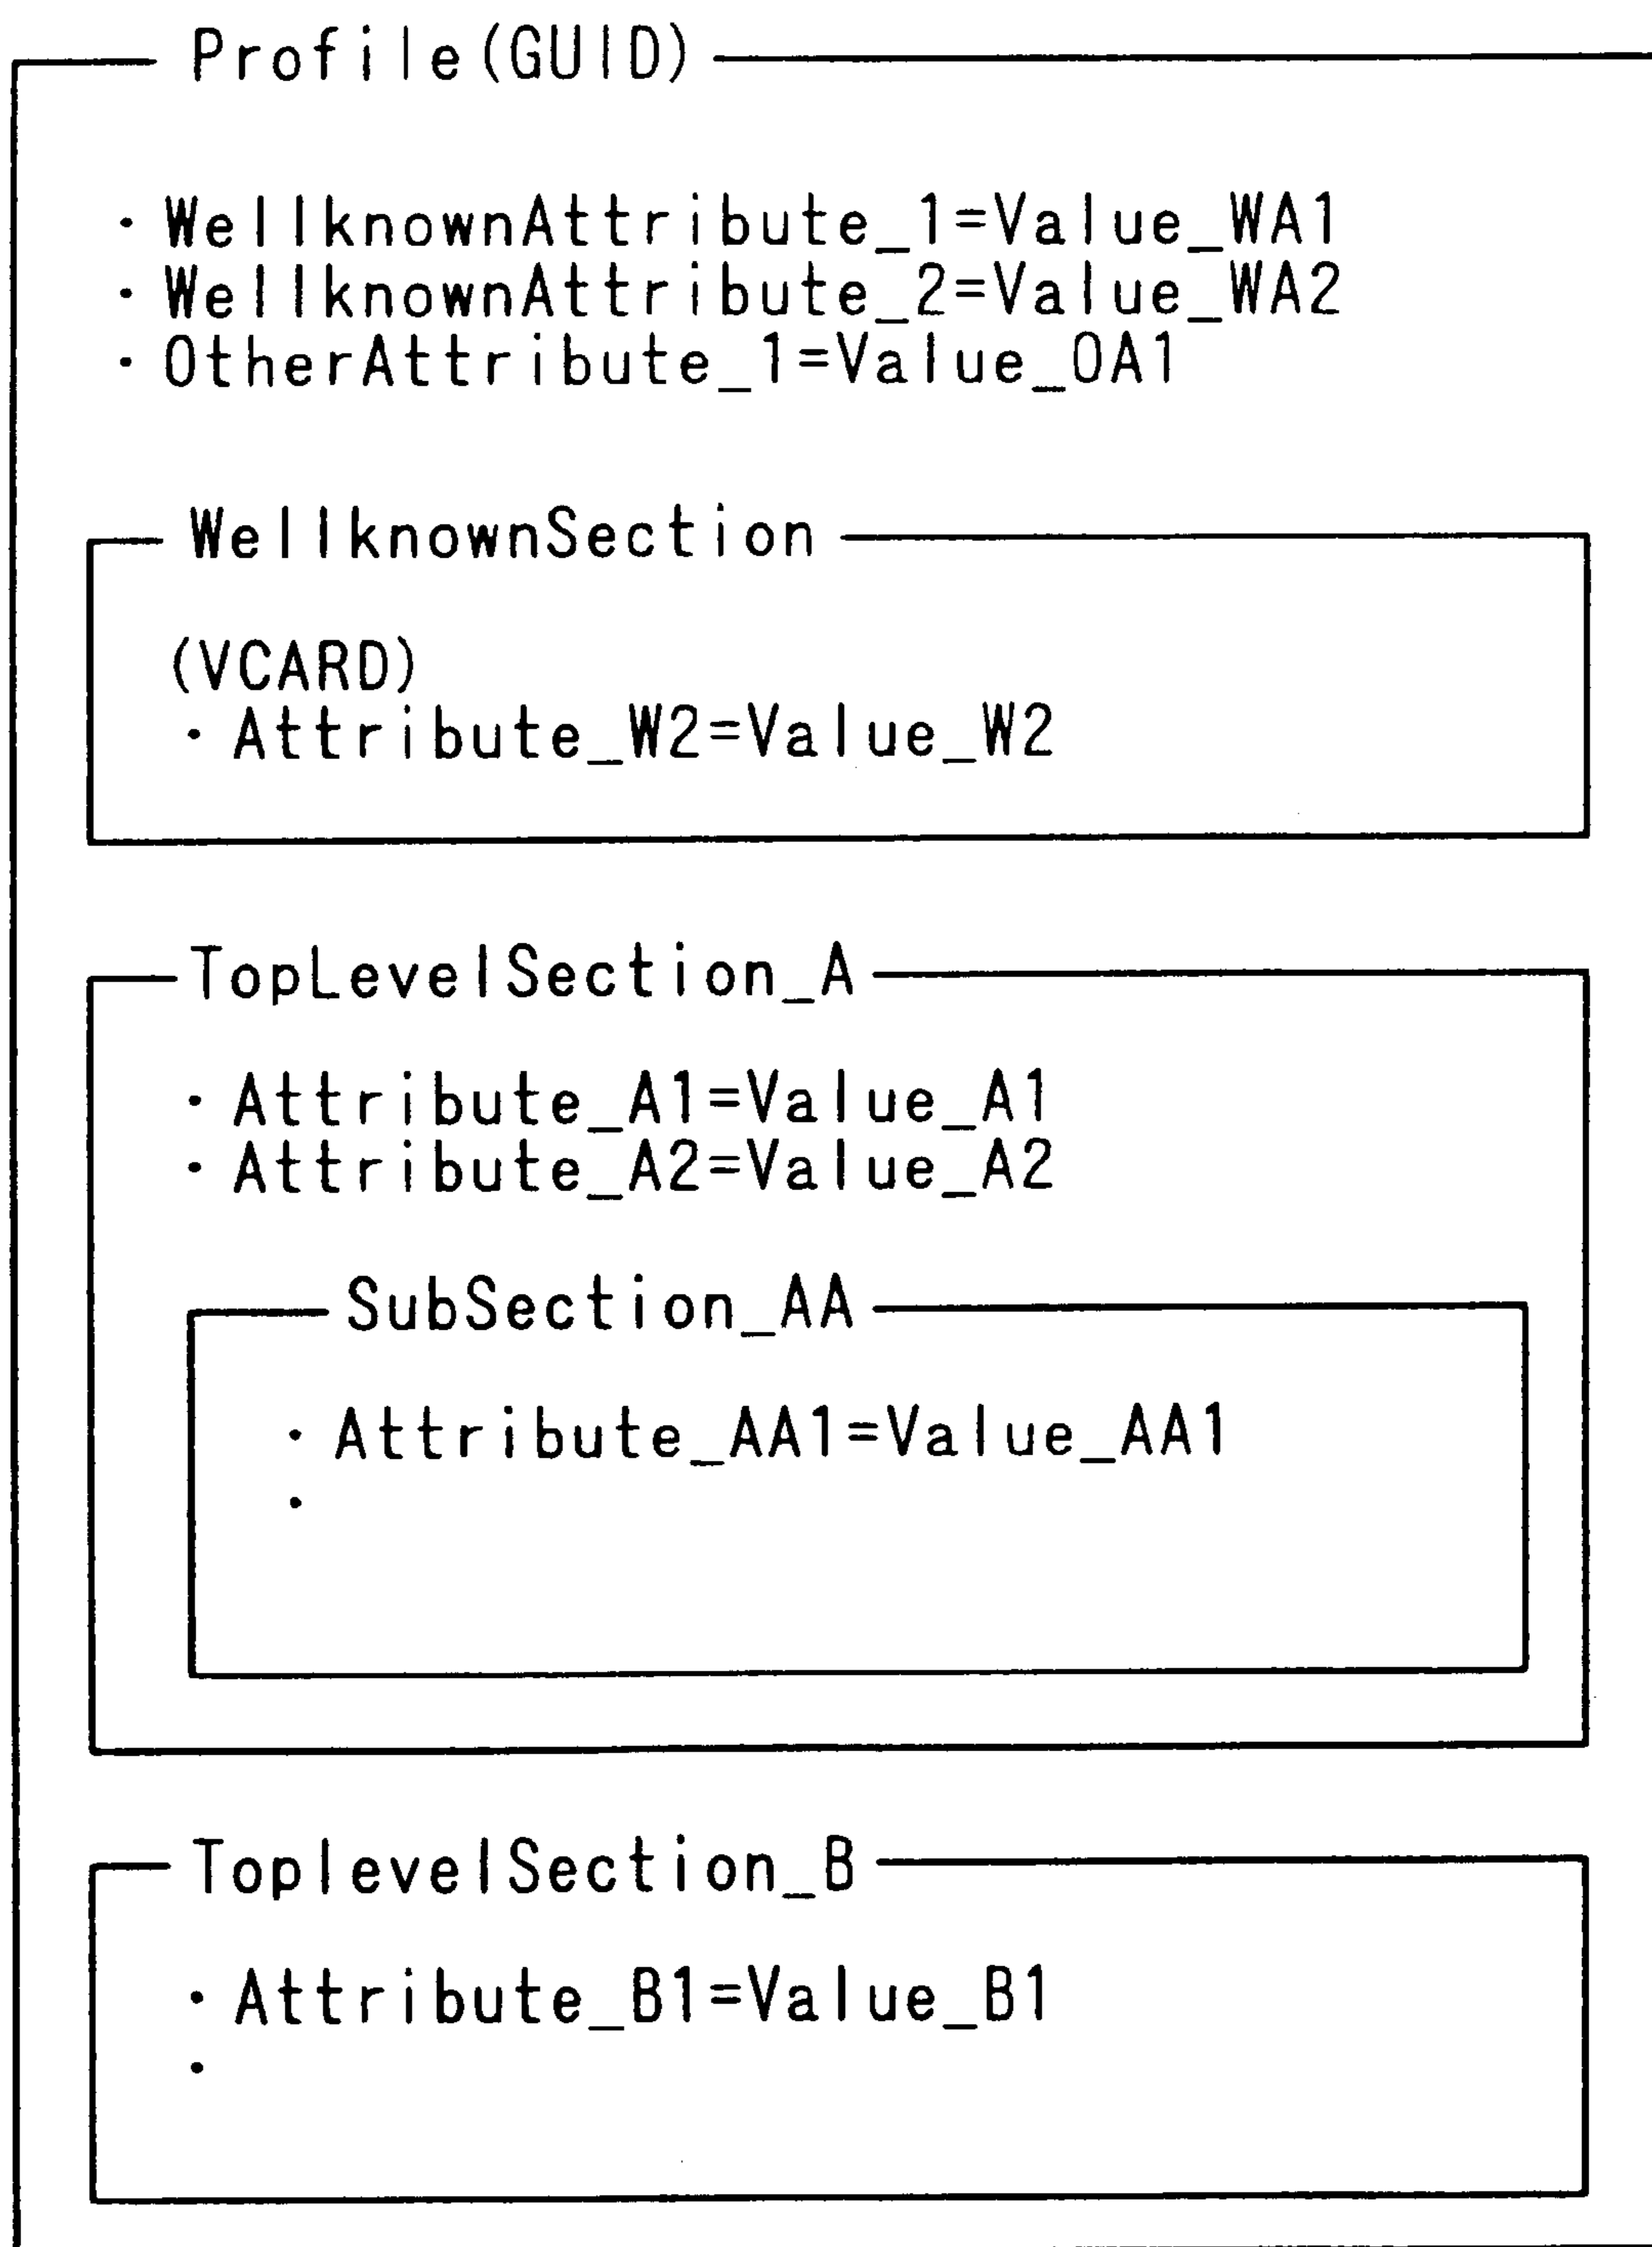 Profile(GUID)
・WellknownAttribute_1=Value_WA1
・WellknownAttribute_2=Value_WA2
・OtherAttribute_1=Value_OA1
WellknownSection
(VCARD)
・Attribute_W2=Value_W2
TopLevelSection_A
・Attribute_A1=Value_A1
・Attribute_A2=Value_A2
SubSection_AA
・Attribute_AA1=Value_AA1
・
ToplevelSection_B
・Attribute_B1=Value_B1
・